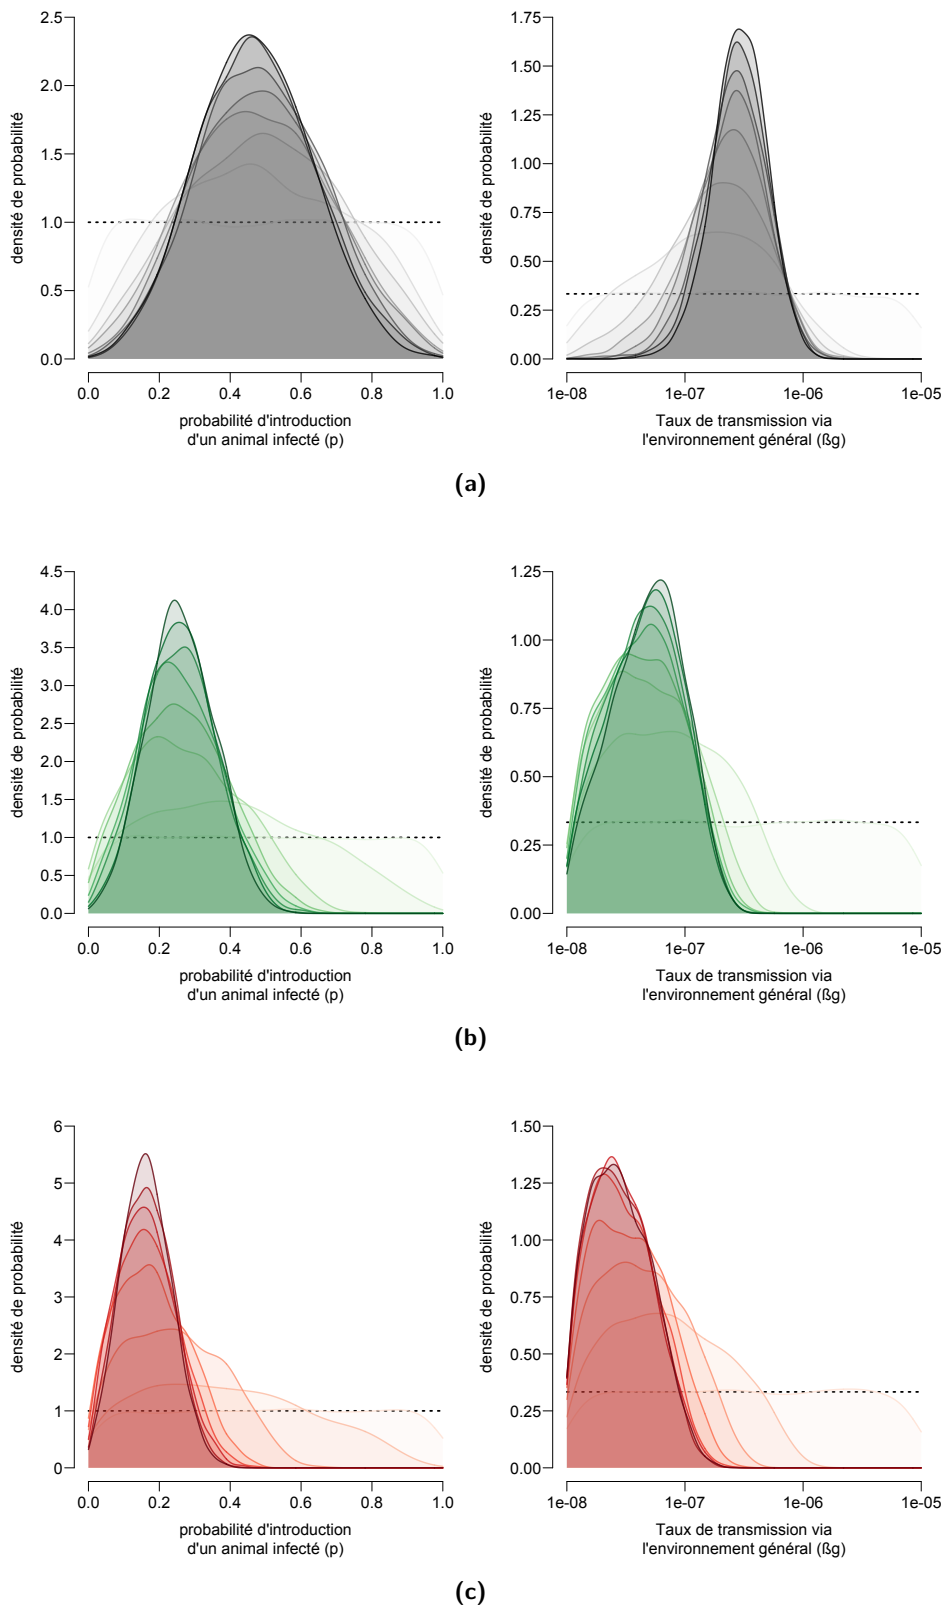 2.5
2.0
1.5
1.0
0.5
0.0
densité de probabilité
0.0 0.2 0.4 0.6 0.8 1.0
probabilité d'introduction
d'un animal infecté (p)
1.75
1.50
1.25
1.00
0.75
0.50
0.25
0.00
densité de probabilité
1e-08 1e-07 1e-06 1e-05
Taux de transmission via
l'environnement général (ßg)
(a)
4.5
4.0
3.5
3.0
2.5
2.0
1.5
1.0
0.5
0.0
densité de probabilité
0.0 0.2 0.4 0.6 0.8 1.0
probabilité d'introduction
d'un animal infecté (p)
1.25
1.00
0.75
0.50
0.25
0.00
densité de probabilité
1e-08 1e-07 1e-06 1e-05
Taux de transmission via
l'environnement général (ßg)
(b)
6
5
4
3
2
1
0
densité de probabilité
0.0 0.2 0.4 0.6 0.8 1.0
probabilité d'introduction
d'un animal infecté (p)
1.50
1.25
1.00
0.75
0.50
0.25
0.00
densité de probabilité
1e-08 1e-07 1e-06 1e-05
Taux de transmission via
l'environnement général (ßg)
(c)